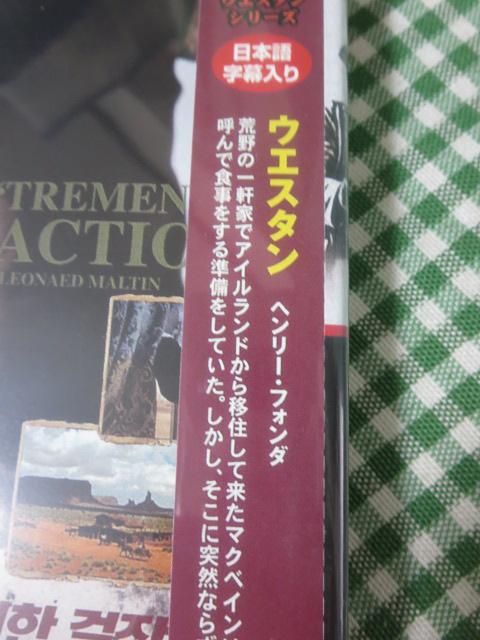 ウエスタン
シリーズ
日本語
字幕入り
ウエスタン
ヘンリー・フォンダ
荒野の一軒家でアイルランドから移住して来たマクベインは
呼んで食事をする準備をしていた。しかし、そこに突然ならず
"TREMEN
ACTIO
LEONAED MALTIN